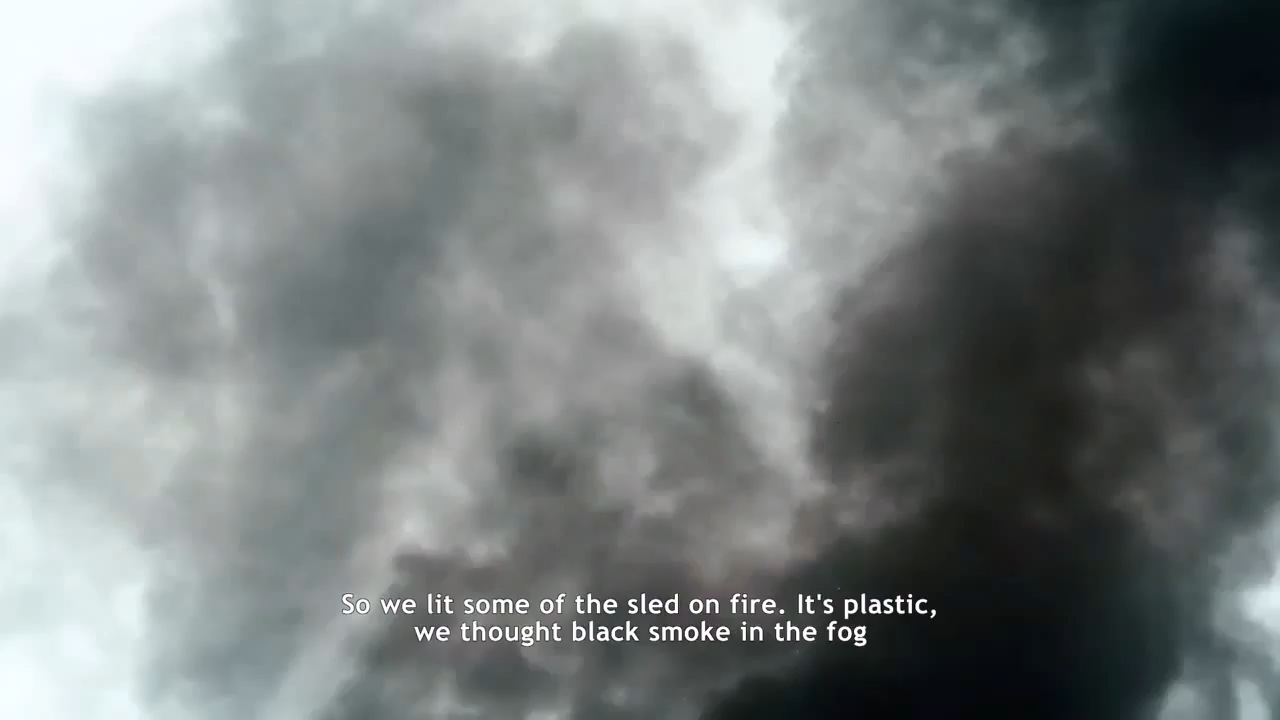 So we lit some of the sled on fire. It's plastic,
we thought black smoke in the fog